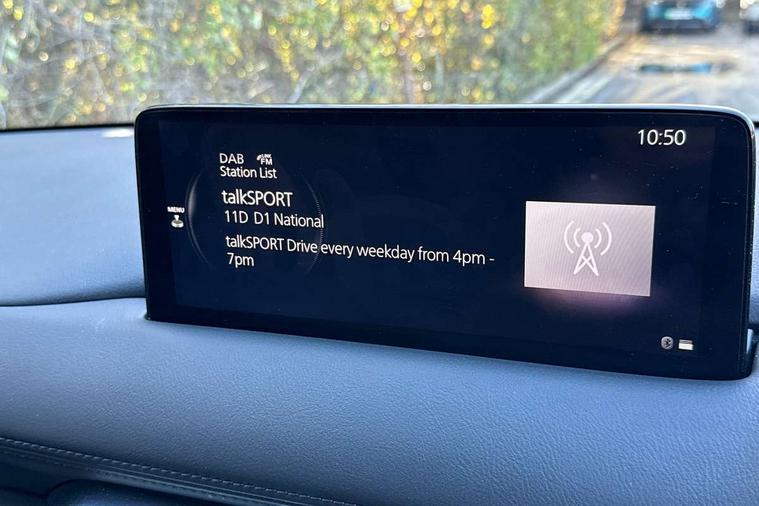 10:50
DAB FM
Station List
talkSPORT
MENU
11D D1 National
talkSPORT Drive every weekday from 4pm -
7pm